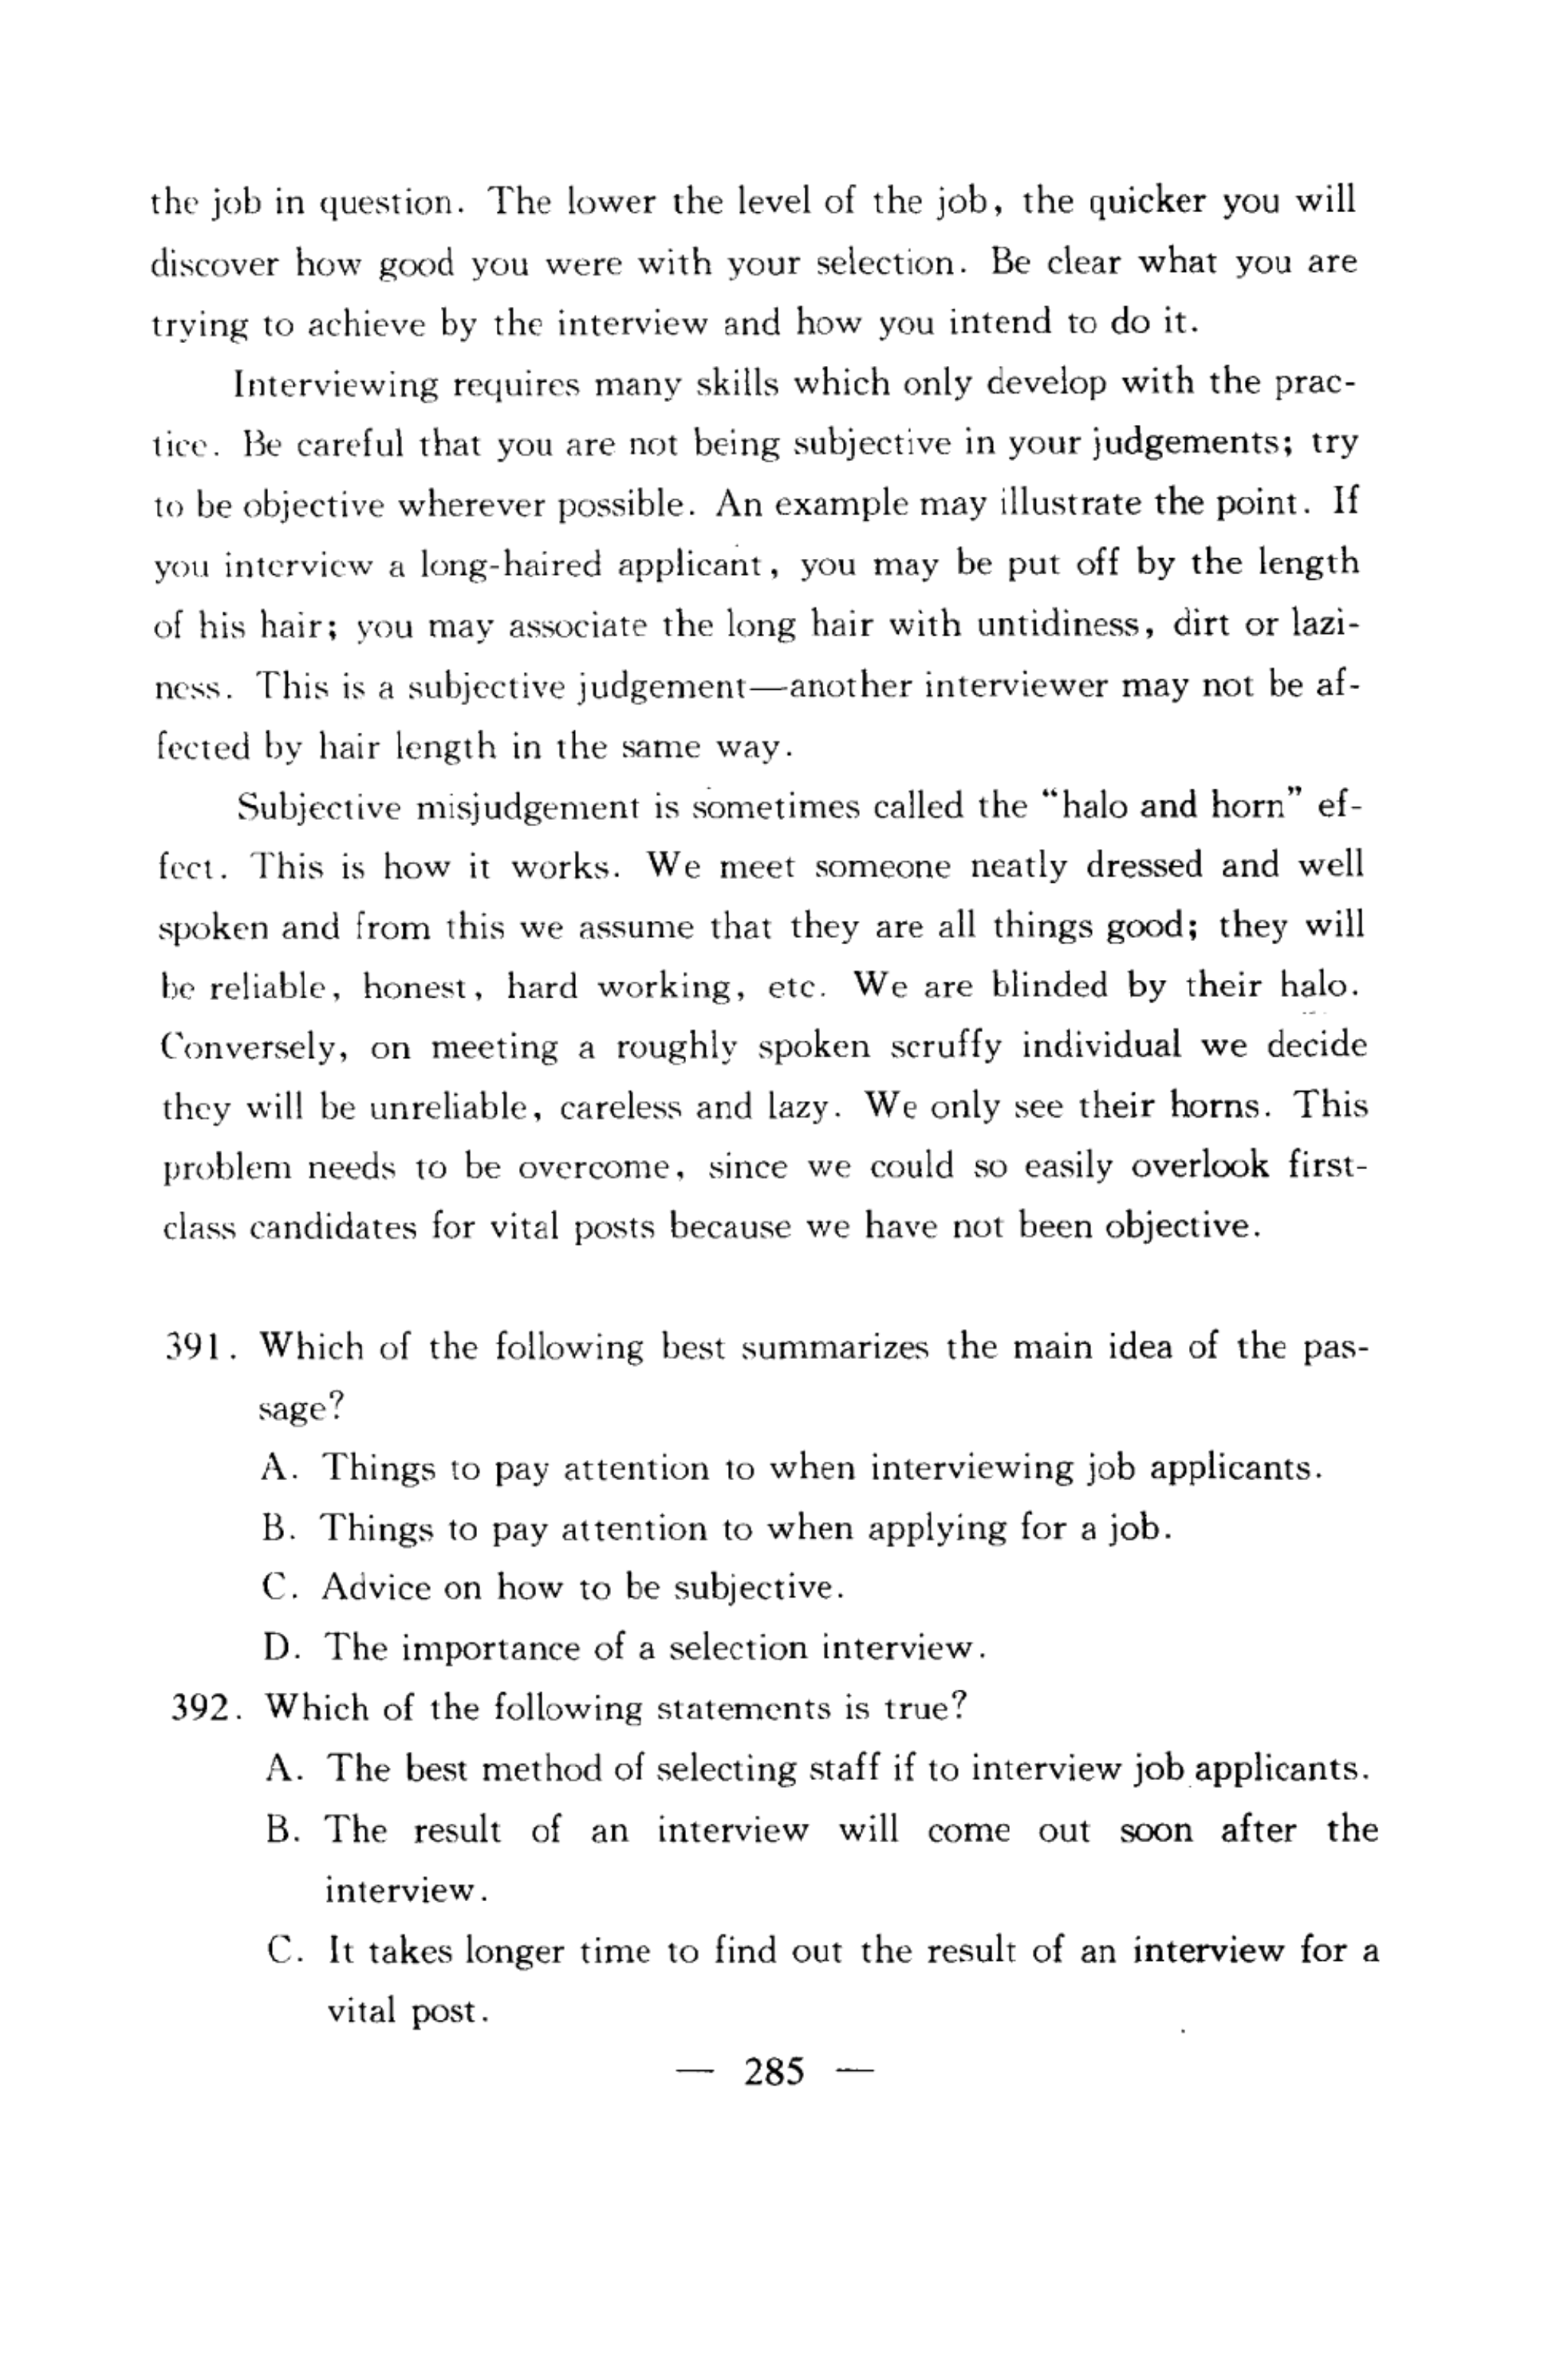 the job in question. The lower the level of the job, the quicker you will
discover how good you were with your selection. Be clear what you are
trying to achieve by the interview and how you intend to do it.
Interviewing requires many skills which only develop with the prac-
tice. Be careful that you are not being subjective in your judgements; try
to be objective wherever possible. An example may illustrate the point. If
you interview a long-haired applicant, you may be put off by the length
of his hair; you may associate the long hair with untidiness, dirt or lazi-
ness. This is a subjective judgement—another interviewer may not be af-
fected by hair length in the same way.
Subjective misjudgement is sometimes called the “halo and horn” ef-
fect. This is how it works. We meet someone neatly dressed and well
spoken and from this we assume that they are all things good; they will
be reliable, honest, hard working, etc. We are blinded by their halo.
Conversely, on meeting a roughly spoken scruffy individual we decide
they will be unreliable, careless and lazy. We only see their horns. This
problem needs to be overcome, since we could so easily overlook first-
class candidates for vital posts because we have not been objective.
391. Which of the following best summarizes the main idea of the pas-
sage?
A. Things to pay attention to when interviewing job applicants.
B. Things to pay attention to when applying for a job.
C. Advice on how to be subjective.
D. The importance of a selection interview.
392. Which of the following statements is true?
A. The best method of selecting staff if to interview job applicants.
B. The result of an interview will come out soon after the
interview.
C. It takes longer time to find out the result of an interview for a
vital post.
— 285 —